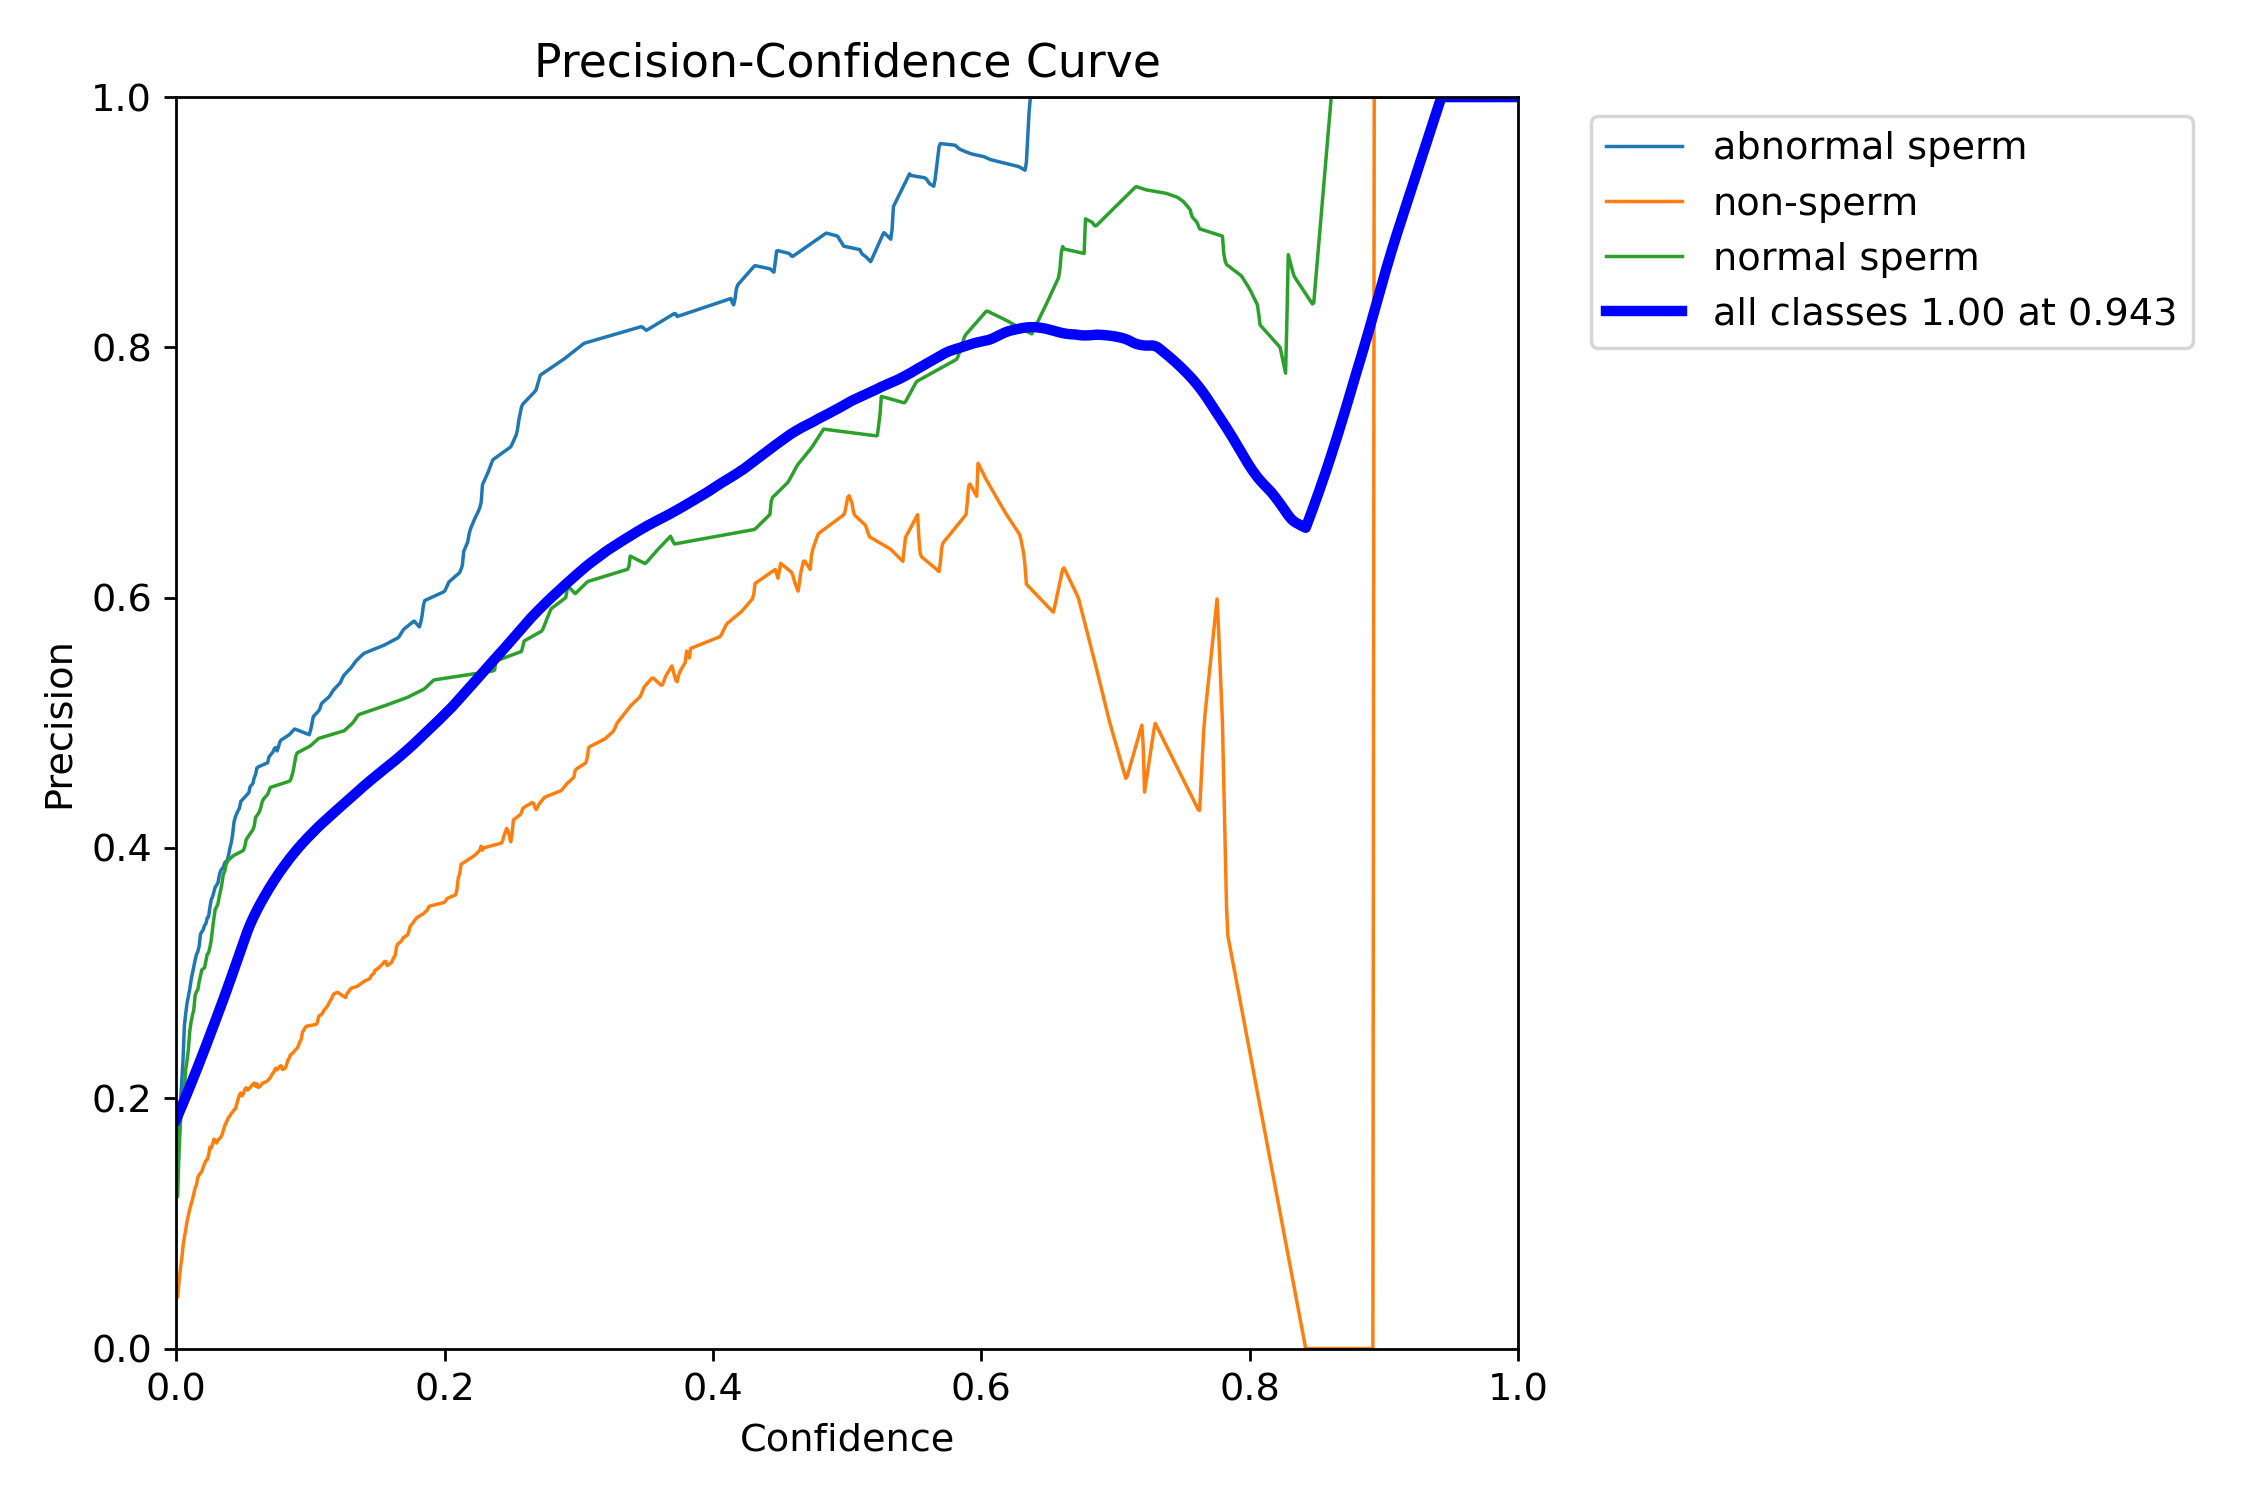 Precision-Confidence Curve
1.0
0.8
0.6
0.4
0.2
0.0
Precision
0.0 0.2 0.4 0.6 0.8 1.0
Confidence
abnormal sperm
non-sperm
normal sperm
all classes 1.00 at 0.943